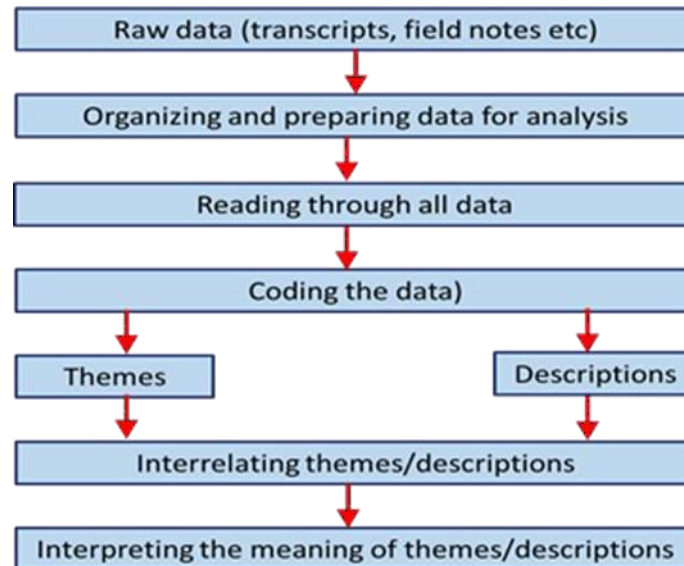 Raw data (transcripts, field notes etc)
Organizing and preparing data for analysis
Reading through all data
Coding the data)
Themes
Descriptions
Interrelating themes/descriptions
Interpreting the meaning of themes/descriptions